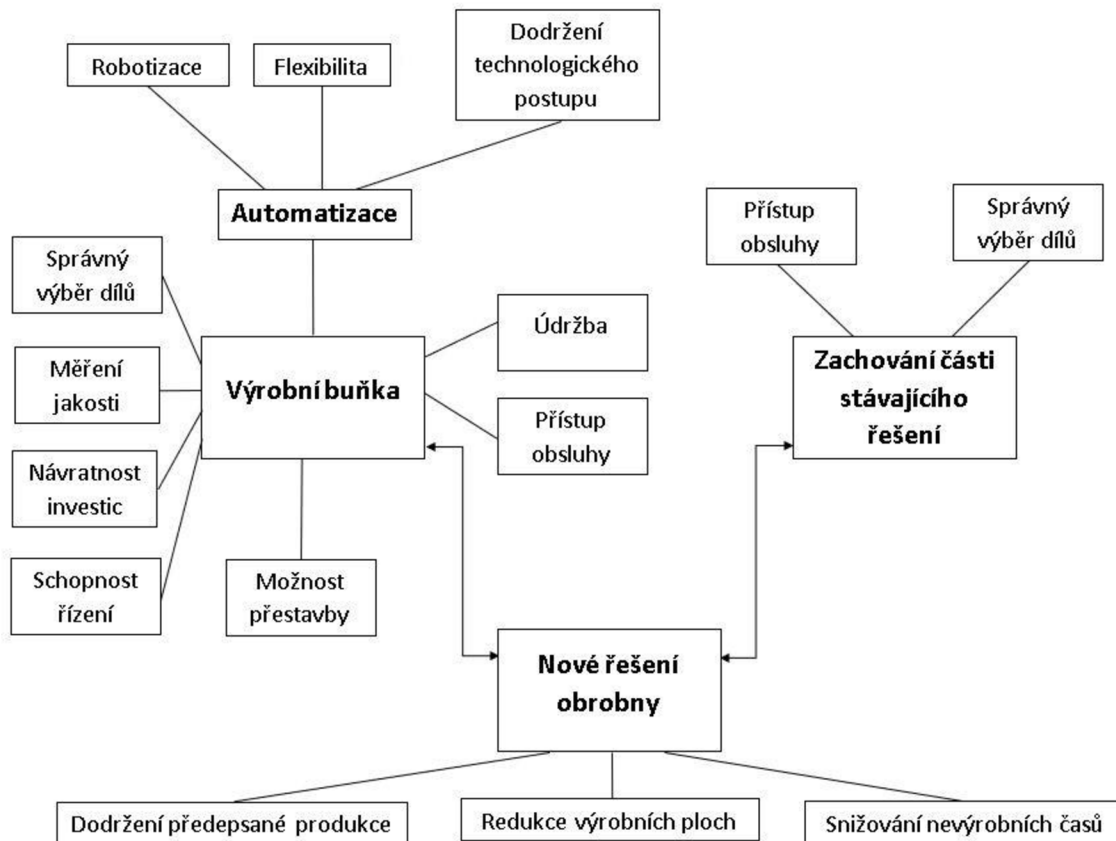 Robotizace
Flexibilita
Dodržení
technologického
postupu
Automatizace
Přístup
obsluhy
Správný
výběr dílů
Správný
výběr dílů
Údržba
Výrobní buňka
Zachování části
stávajícího
řešení
Měření
jakosti
Přístup
obsluhy
Návratnost
investic
Schopnost
řízení
Možnost
přestavby
Nové řešení
obrobny
Dodržení předepsané produkce
Redukce výrobních ploch
Snižování nevýrobních časů